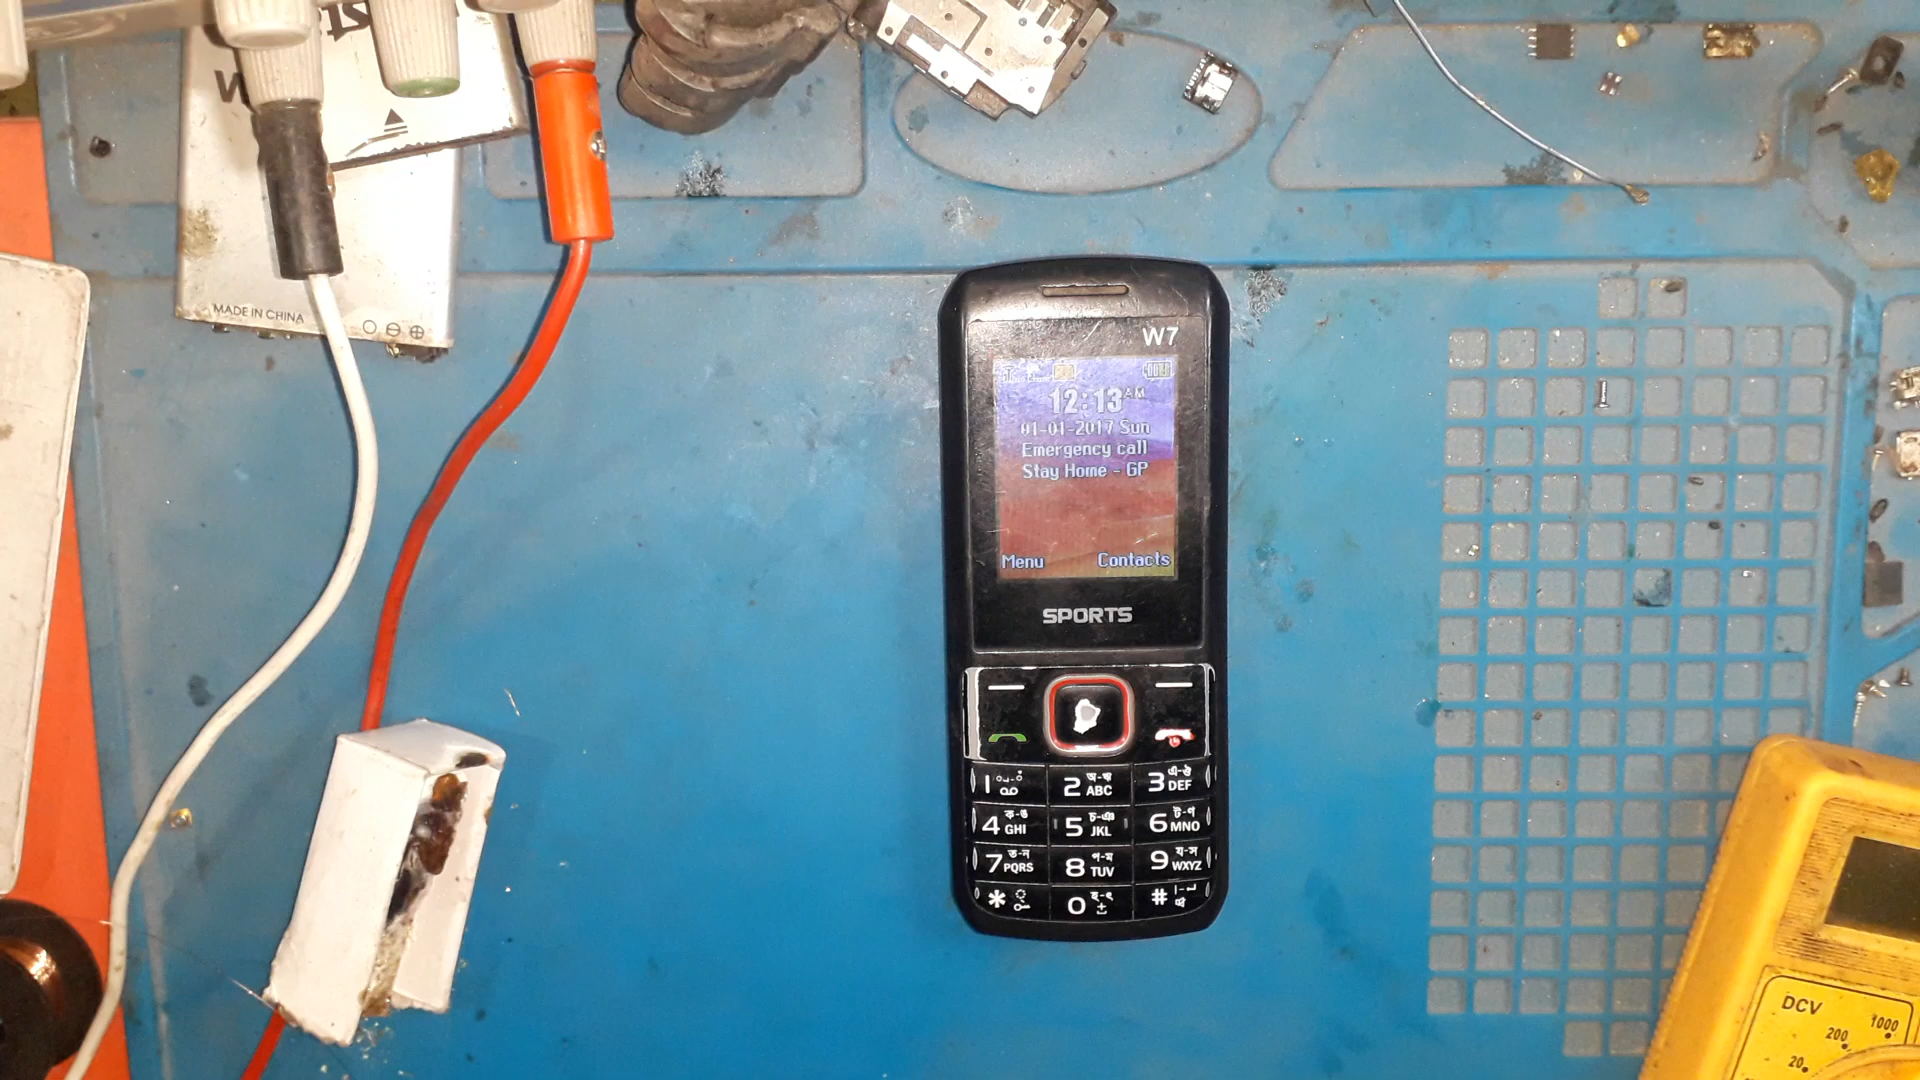 MADE IN CHINA
W7
12:13 AM
01-01-2017 Sun
Emergency call
Stay Home - GP
Menu
Contacts
SPORTS
1
2 অ-ঋ ABC
3 এ-ঔ DEF
4 ক-ঙ GHI
5 চ-ঞ JKL
6 ট-ণ MNO
7 ত-ন PQRS
8 প-ম TUV
9 য-স WXYZ
*
0 হ-ৎ +
#
DCV
1000
200
20